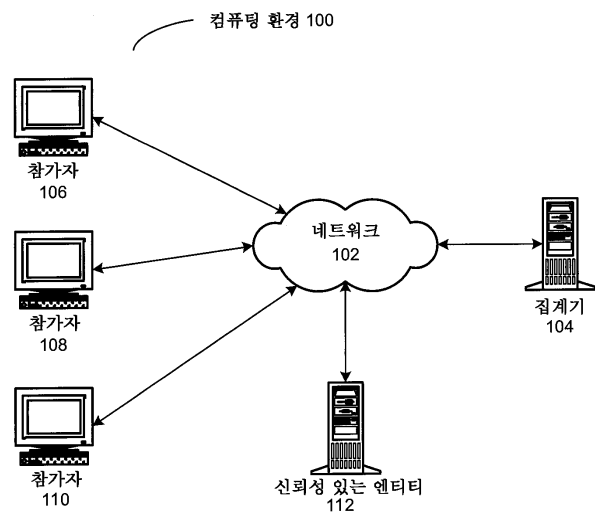 컴퓨팅 환경 100
참가자
106
네트워크
102
참가자
108
집계기
104
참가자
110
신뢰성 있는 엔티티
112